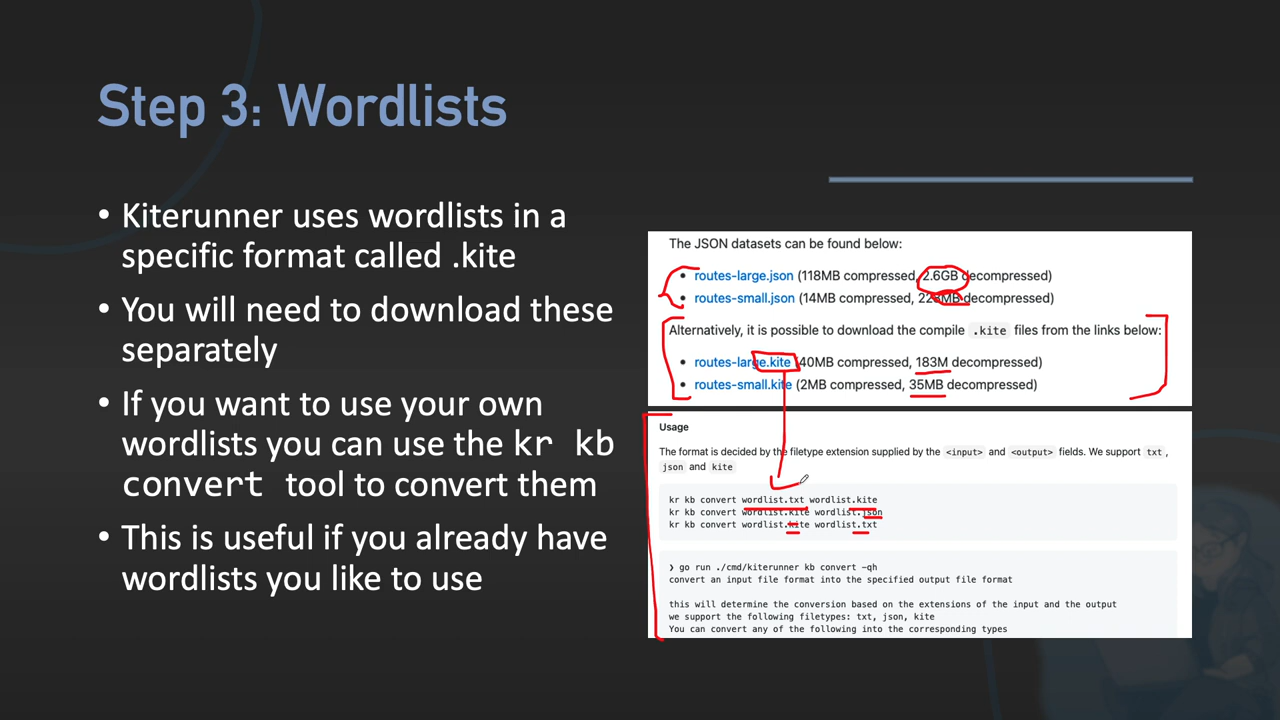 Step 3: Wordlists
• Kiterunner uses wordlists in a
specific format called .kite
• You will need to download these
separately
• If you want to use your own
wordlists you can use the kr kb
convert tool to convert them
• This is useful if you already have
wordlists you like to use
The JSON datasets can be found below:
• routes-large.json (118MB compressed, 2.6GB decompressed)
• routes-small.json (14MB compressed, 228MB decompressed)
Alternatively, it is possible to download the compile .kite files from the links below:
• routes-large.kite (40MB compressed, 183M decompressed)
• routes-small.kite (2MB compressed, 35MB decompressed)
Usage
The format is decided by the filetype extension supplied by the <input> and <output> fields. We support txt ,
json and kite
kr kb convert wordlist.txt wordlist.kite
kr kb convert wordlist.kite wordlist.json
kr kb convert wordlist.kite wordlist.txt
❯ go run ./cmd/kiterunner kb convert -qh
convert an input file format into the specified output file format
this will determine the conversion based on the extensions of the input and the output
we support the following filetypes: txt, json, kite
You can convert any of the following into the corresponding types